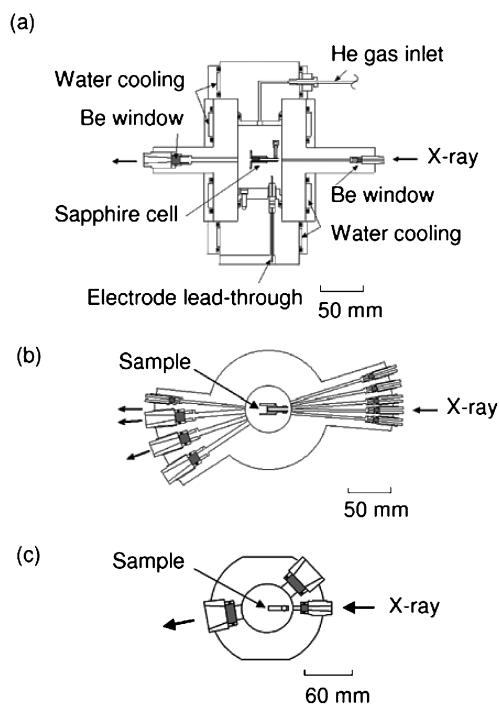 (a)
He gas inlet
Water cooling
Be window
X-ray
Be window
Sapphire cell
Water cooling
Electrode lead-through
50 mm
(b)
Sample
X-ray
50 mm
(c)
Sample
X-ray
60 mm